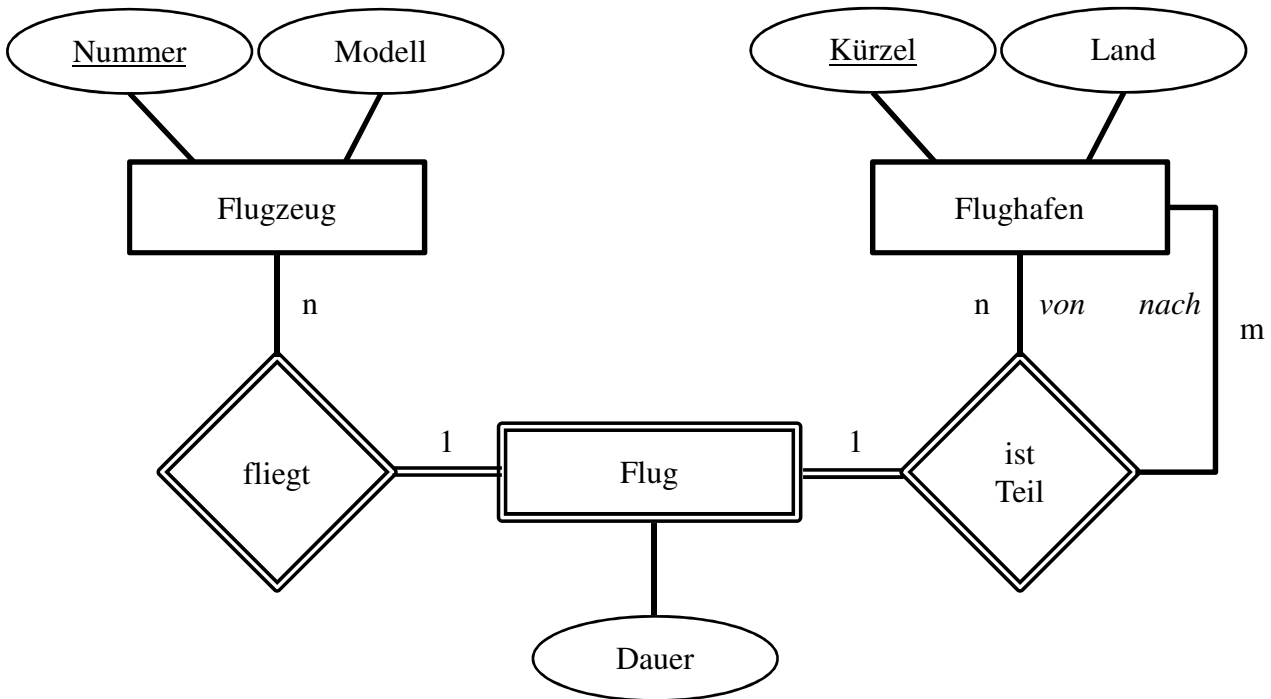 Nummer
Modell
Kürzel
Land
Flugzeug
Flughafen
n
n
von
nach
m
fliegt
1
Flug
1
ist
Teil
Dauer